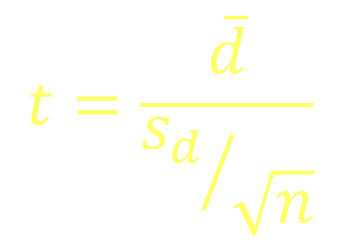 t = d̄ / (s_d / √n)